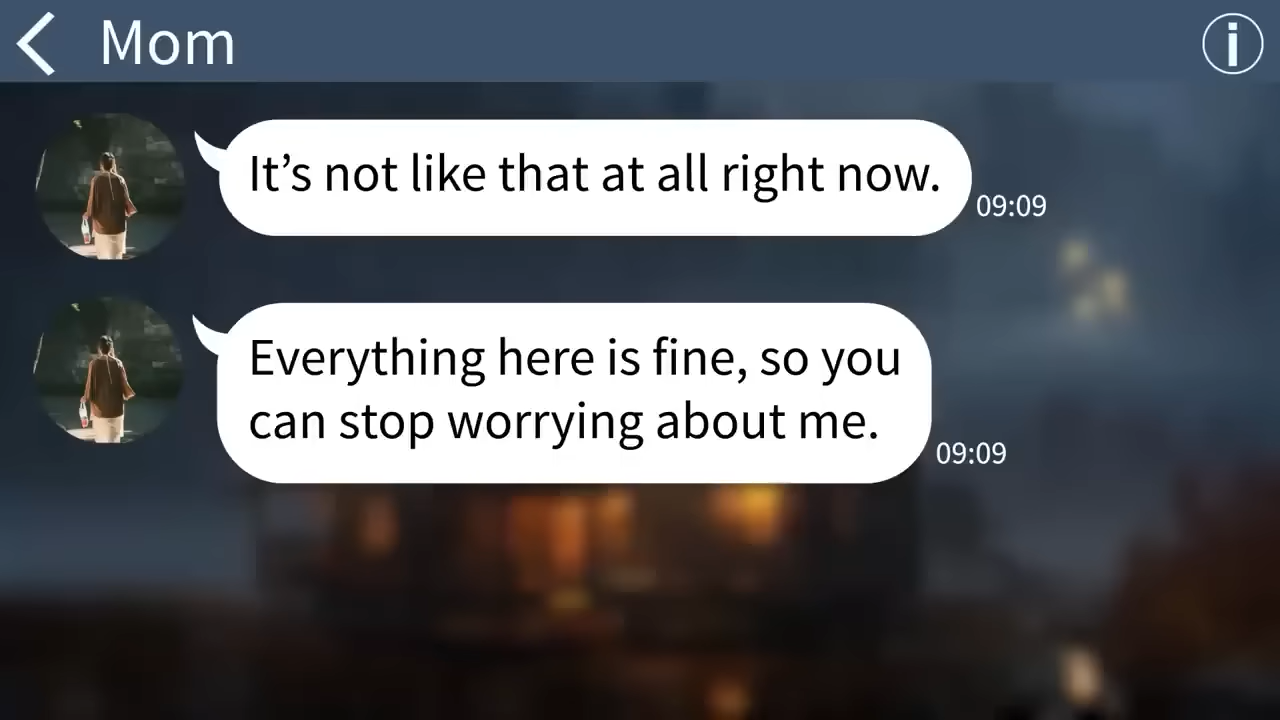 Mom
It’s not like that at all right now.
09:09
Everything here is fine, so you
can stop worrying about me.
09:09